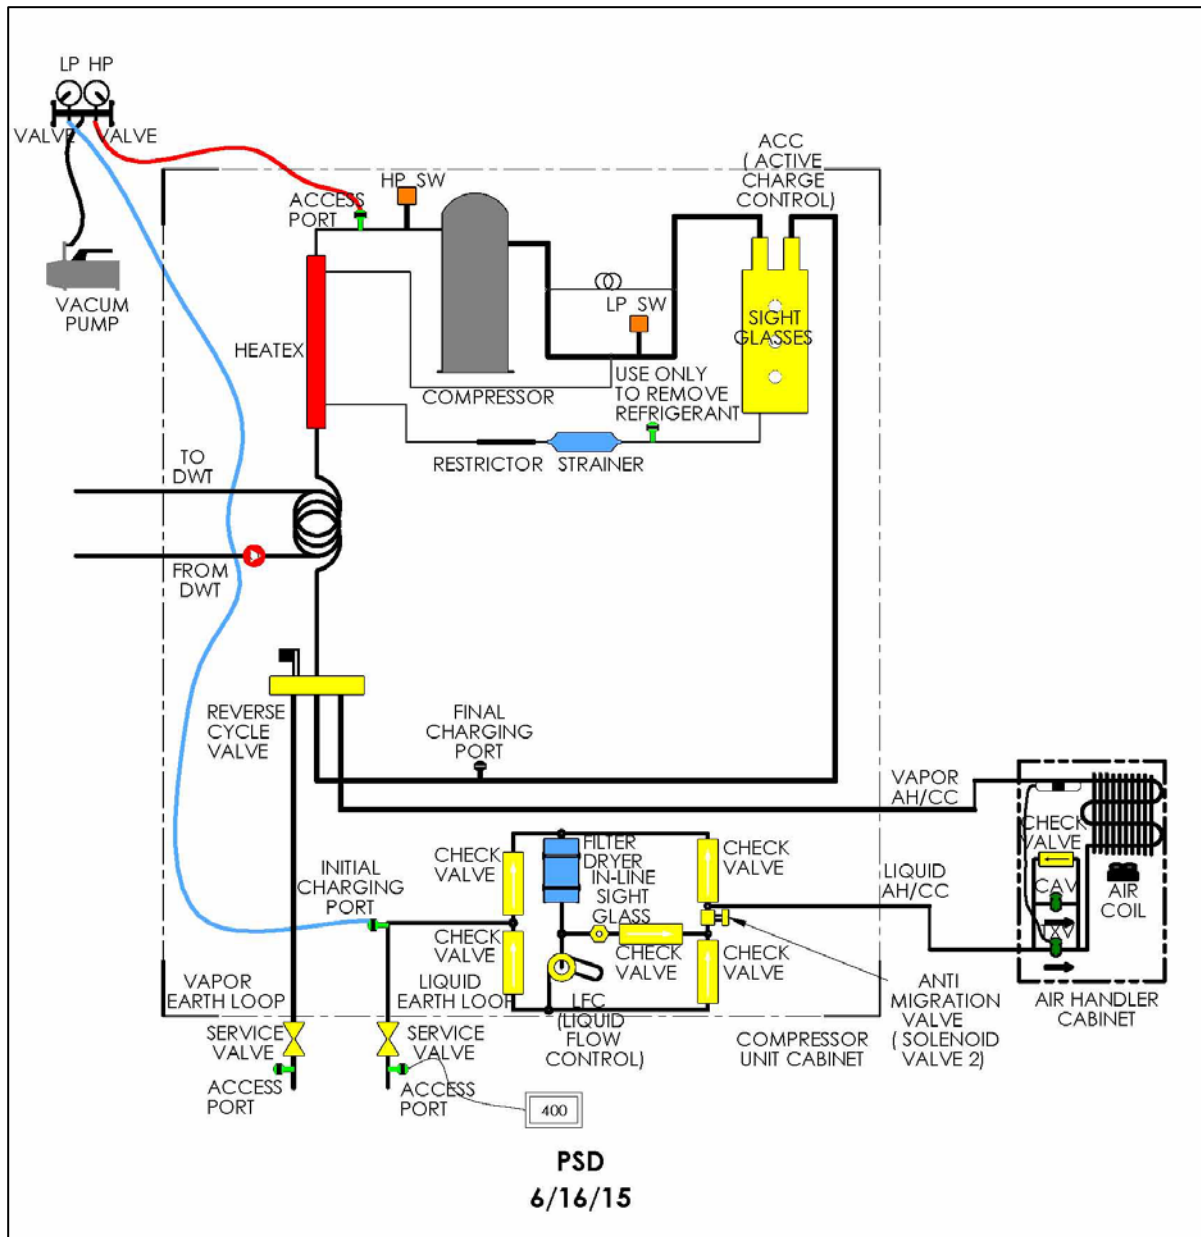 LP HP
VALVE VALVE
VACUM
PUMP
ACCESS
PORT
HP SW
ACC
( ACTIVE
CHARGE
CONTROL)
HEATEX
COMPRESSOR
LP SW
SIGHT
GLASSES
USE ONLY
TO REMOVE
REFRIGERANT
RESTRICTOR
STRAINER
TO
DWT
FROM
DWT
REVERSE
CYCLE
VALVE
FINAL
CHARGING
PORT
VAPOR
AH/CC
LIQUID
AH/CC
CHECK
VALVE
CAV
TXV
AIR
COIL
AIR HANDLER
CABINET
CHECK
VALVE
FILTER
DRYER
IN-LINE
SIGHT
GLASS
CHECK
VALVE
INITIAL
CHARGING
PORT
CHECK
VALVE
CHECK
VALVE
CHECK
VALVE
VAPOR
EARTH LOOP
LIQUID
EARTH LOOP
LFC
(LIQUID
FLOW
CONTROL)
ANTI
MIGRATION
VALVE
( SOLENOID
VALVE 2)
COMPRESSOR
UNIT CABINET
SERVICE
VALVE
SERVICE
VALVE
ACCESS
PORT
ACCESS
PORT
400
PSD
6/16/15